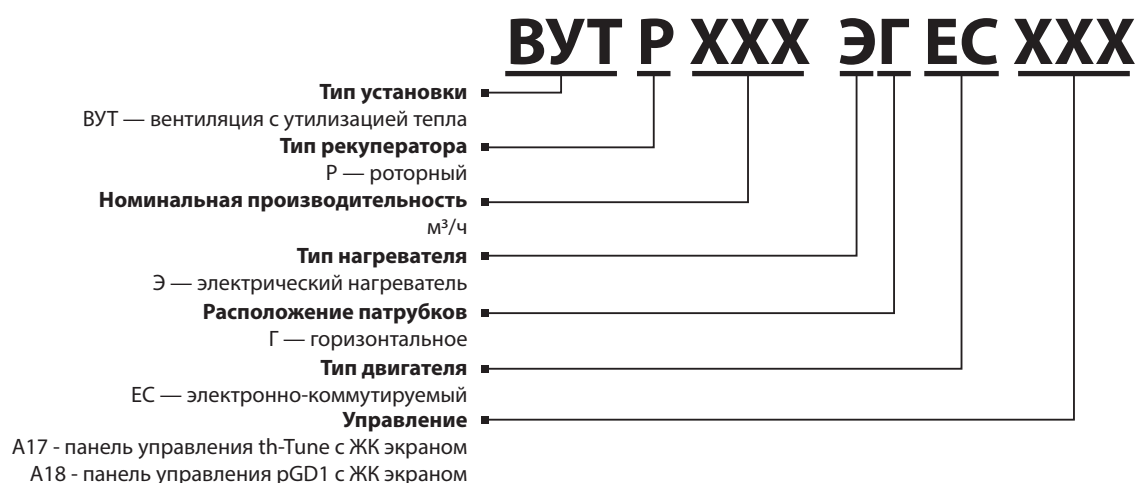 ВУТ Р ХХХ ЭГ ЕС ХХХ
Тип установки
ВУТ — вентиляция с утилизацией тепла
Тип рекуператора
Р — роторный
Номинальная производительность
м³/ч
Тип нагревателя
Э — электрический нагреватель
Расположение патрубков
Г — горизонтальное
Тип двигателя
ЕС — электронно-коммутируемый
Управление
А17 - панель управления th-Tune с ЖК экраном
А18 - панель управления pGD1 с ЖК экраном